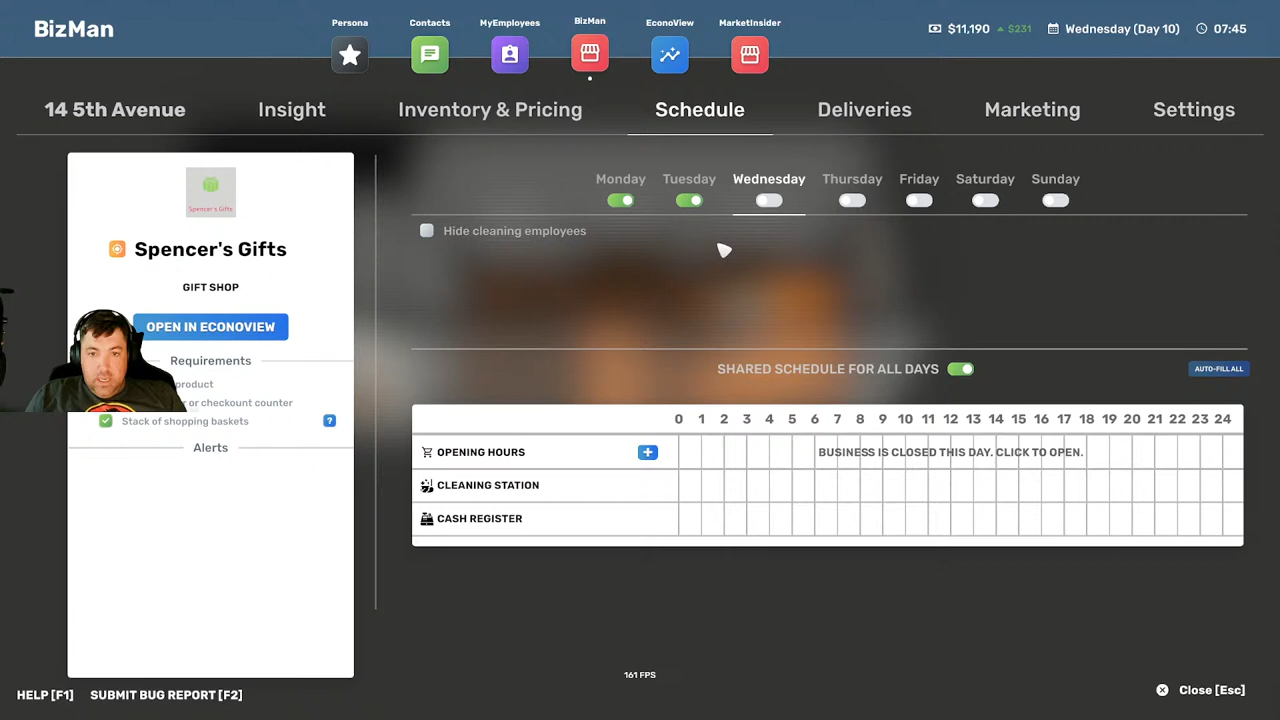 BizMan
Persona
Contacts
MyEmployees
BizMan
EconoView
MarketInsider
$11,190 ▲ $231
Wednesday (Day 10)
07:45
14 5th Avenue
Insight
Inventory & Pricing
Schedule
Deliveries
Marketing
Settings
Spencer's Gifts
Spencer's Gifts
GIFT SHOP
OPEN IN ECONOVIEW
Requirements
product
or checkount counter
Stack of shopping baskets
?
Alerts
Monday
Tuesday
Wednesday
Thursday
Friday
Saturday
Sunday
Hide cleaning employees
SHARED SCHEDULE FOR ALL DAYS
AUTO-FILL ALL
0 1 2 3 4 5 6 7 8 9 10 11 12 13 14 15 16 17 18 19 20 21 22 23 24
OPENING HOURS
+
BUSINESS IS CLOSED THIS DAY. CLICK TO OPEN.
CLEANING STATION
CASH REGISTER
161 FPS
HELP [F1]
SUBMIT BUG REPORT [F2]
Close [Esc]